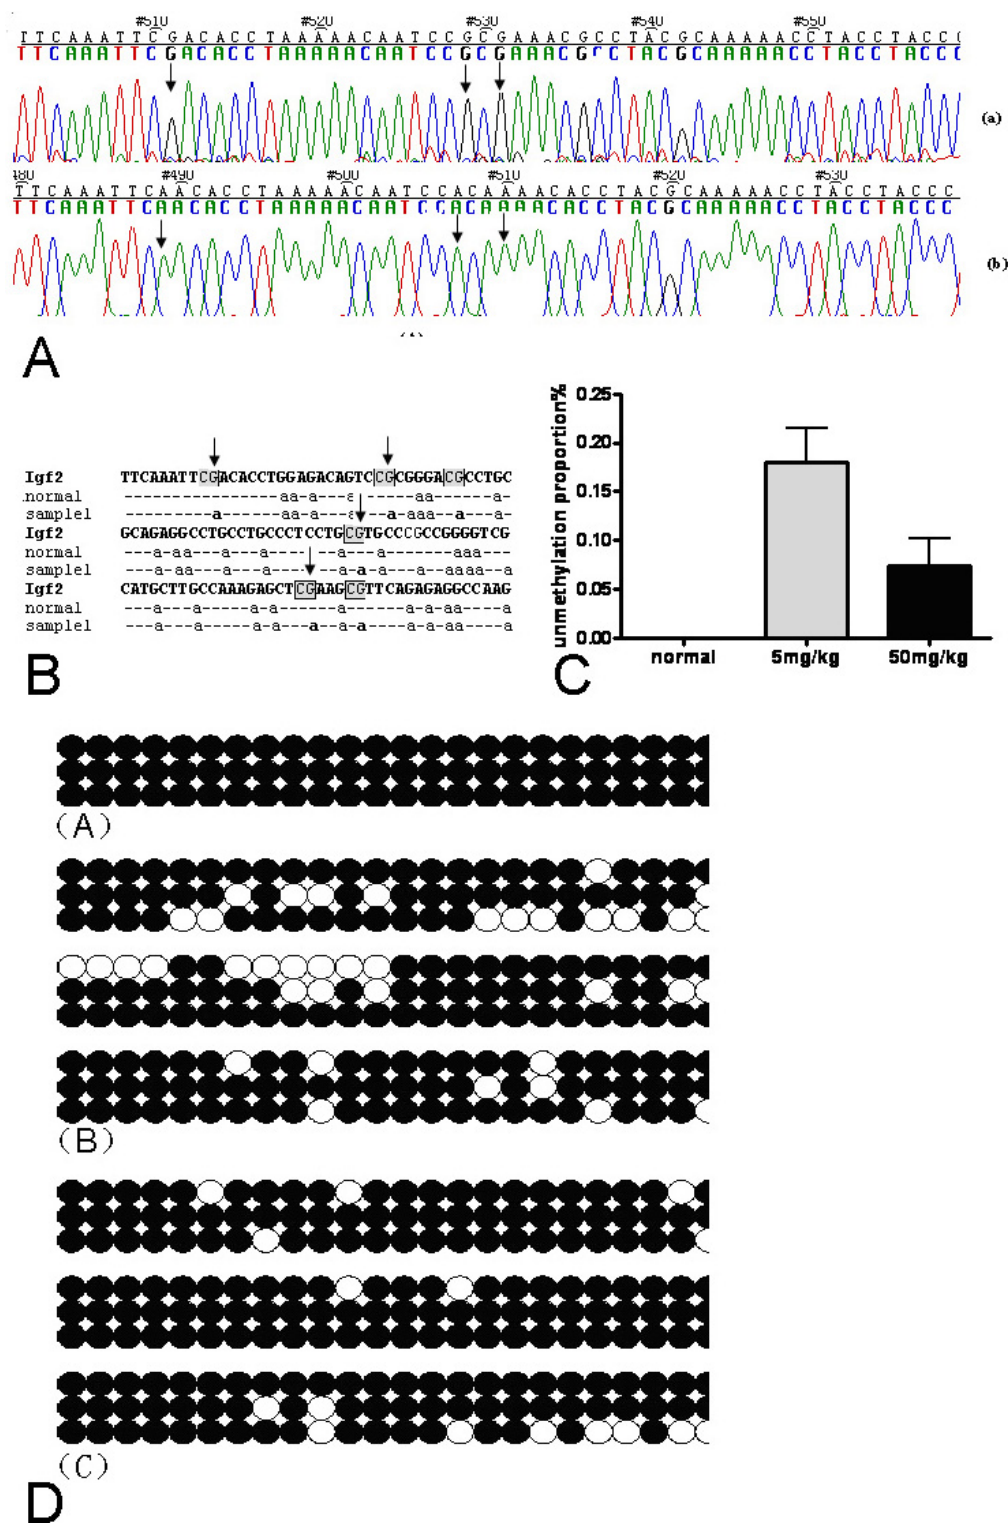 #510 #520 #530 #540 #550
T T C A A A T T C G A C A C C T A A A A A C A A T C C G C G A A A C G C C T A C G C A A A A A C C T A C C T A C C C
TTCAAATTCGACACCTAAAAACAATCCGCGAAACGCCTACGCAAAAACCTACCTACCC
(a)
480 #490 #500 #510 #520 #530
T T C A A A T T C A A C A C C T A A A A A C A A T C C A C A A A A C A C C T A C G C A A A A A C C T A C C T A C C C
TTCAAATTCAACACCTAAAAACAATCCACAAAACACCTACGCAAAAACCTACCTACCC
(b)
A
Igf2 TTCAAATTCGACACCTGGAGACAGTCCGCGGGACGCCTGC
normal
sample1
Igf2 GCAGAGGCCTGCCTGCCCTCCTGCGTGCCCGCCGGGGTCG
normal
sample1
Igf2 CATGCTTGCCAAAGAGCTCGAAGCGTTCAGAGAGGCCAAG
normal
sample1
B
unmethylation proportion%
0.25
0.20
0.15
0.10
0.05
0.00
normal 5mg/kg 50mg/kg
C
(A)
(B)
(C)
D